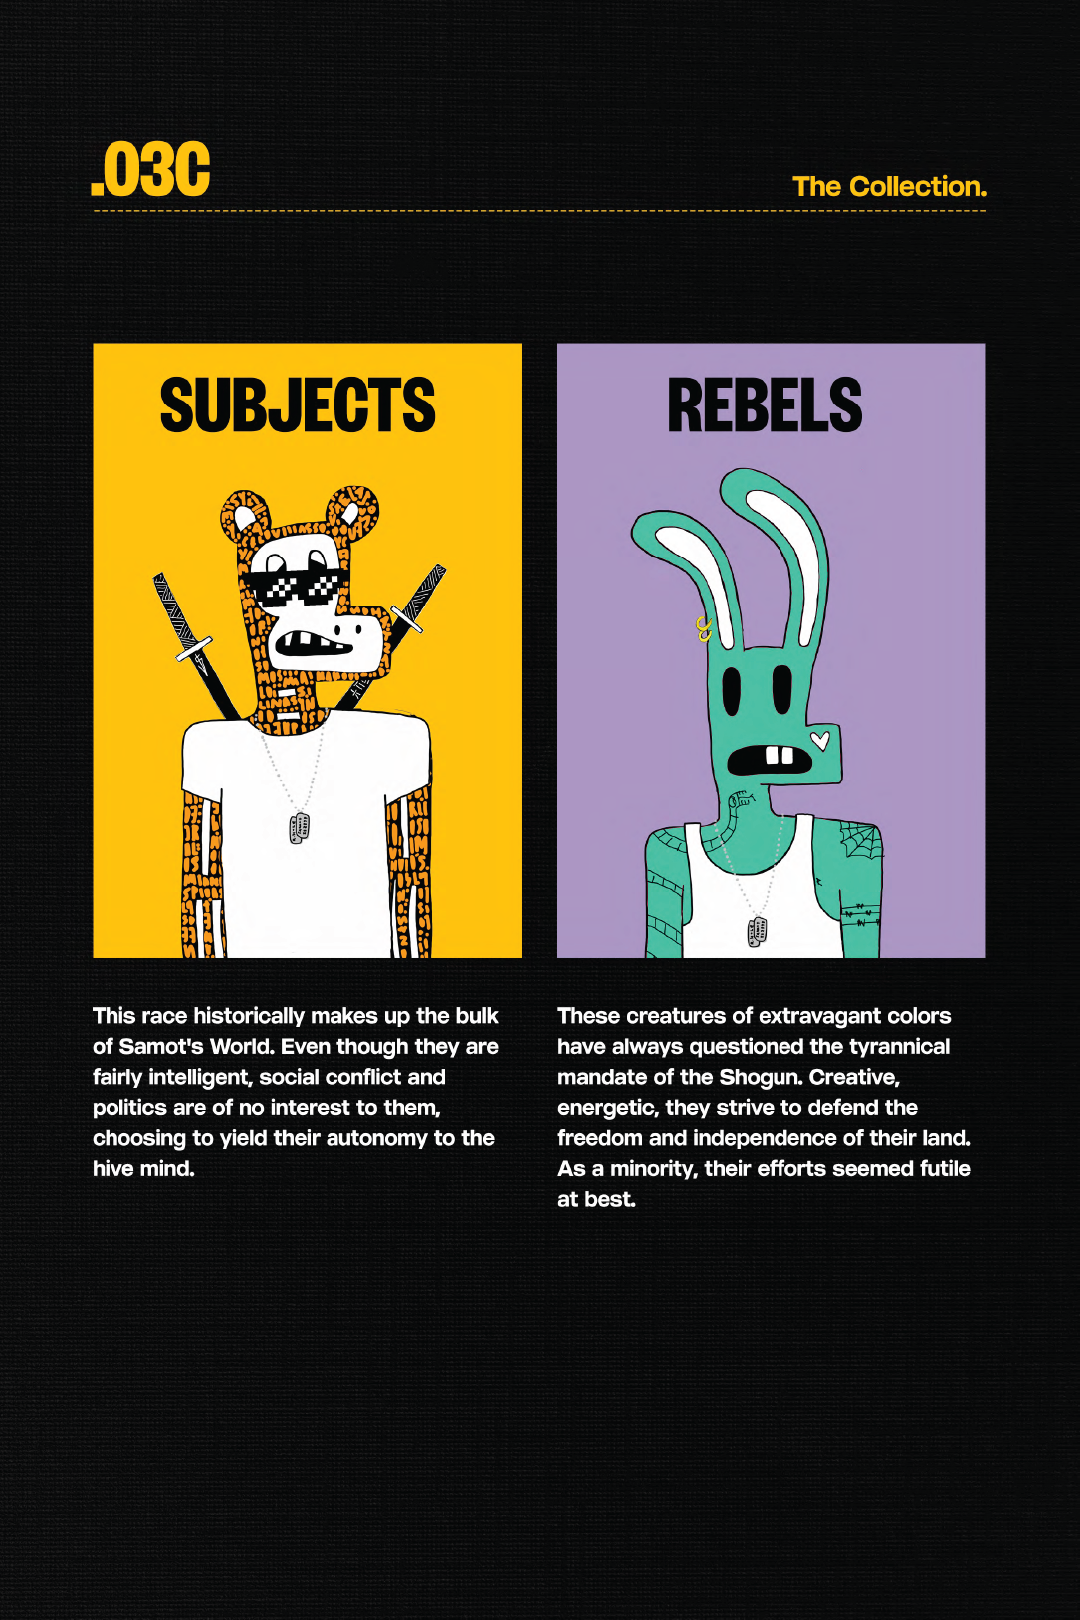 .03C
The Collection.
SUBJECTS
REBELS
This race historically makes up the bulk
of Samot's World. Even though they are
fairly intelligent, social conflict and
politics are of no interest to them,
choosing to yield their autonomy to the
hive mind.
These creatures of extravagant colors
have always questioned the tyrannical
mandate of the Shogun. Creative,
energetic, they strive to defend the
freedom and independence of their land.
As a minority, their efforts seemed futile
at best.